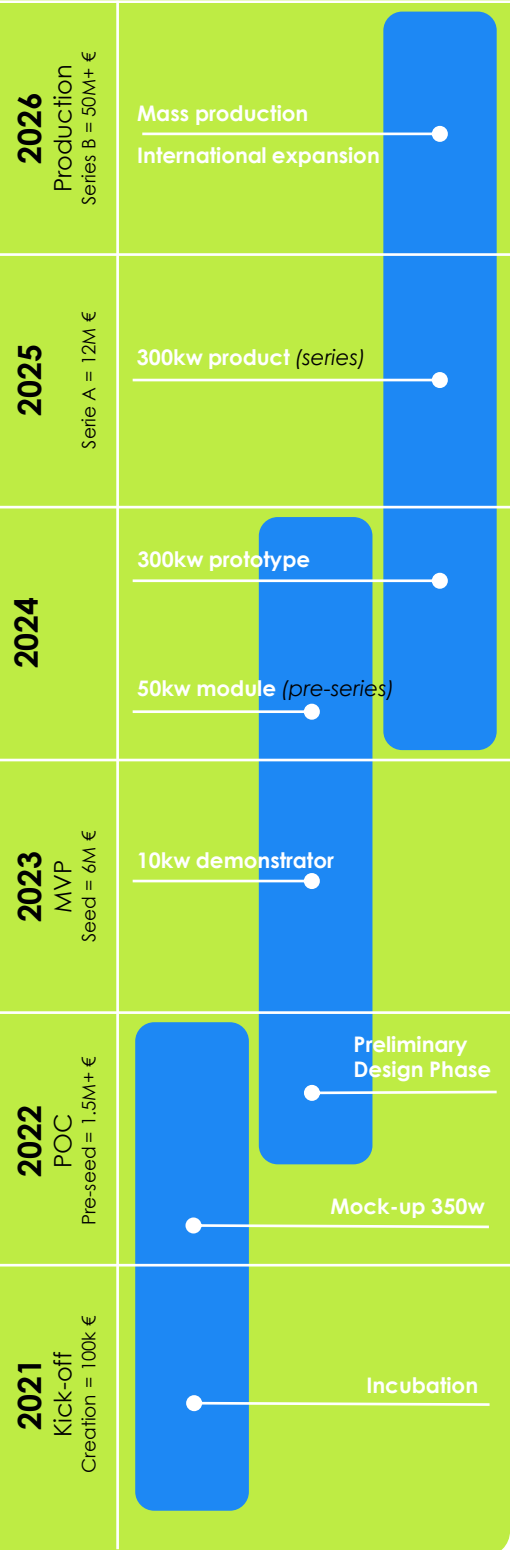 2026
Production
Series B = 50M+ €
Mass production
International expansion
2025
Serie A = 12M €
300kw product (series)
2024
300kw prototype
50kw module (pre-series)
2023
MVP
Seed = 6M €
10kw demonstrator
2022
POC
Pre-seed = 1.5M+ €
Preliminary
Design Phase
Mock-up 350w
2021
Kick-off
Creation = 100k €
Incubation